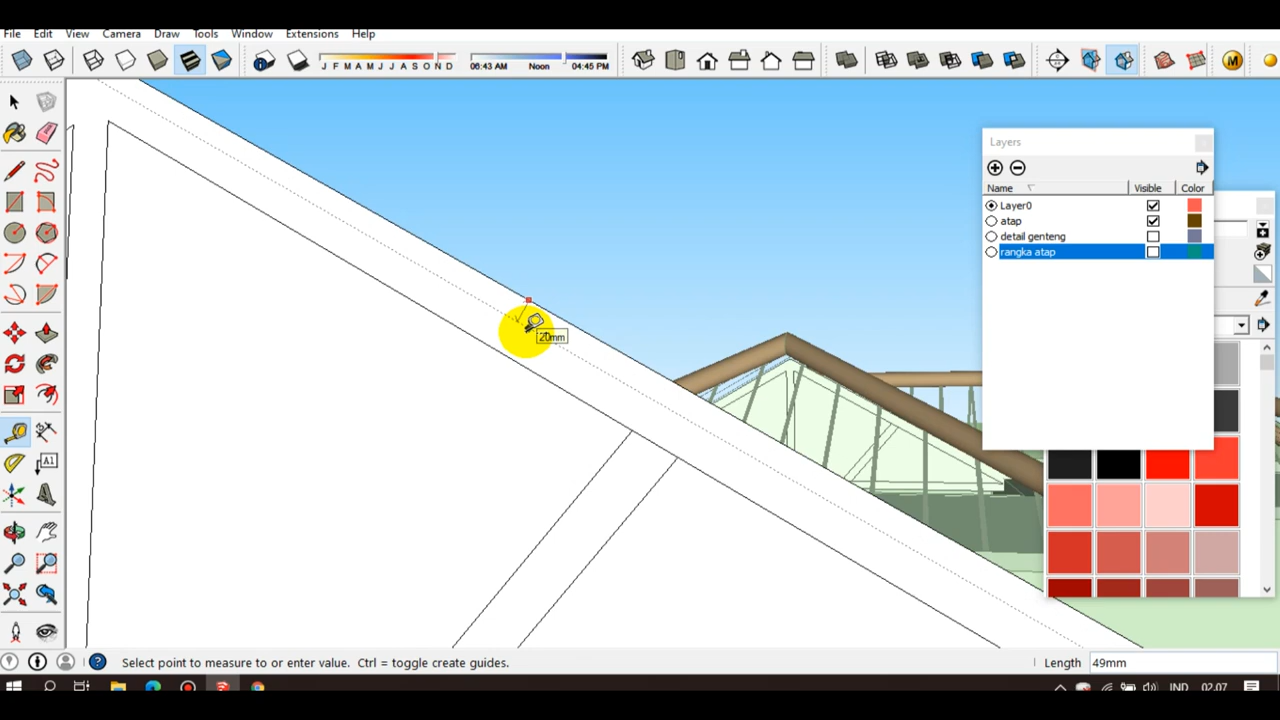 File Edit View Camera Draw Tools Window Extensions Help
J F M A M J J A S O N D 06:43 AM Noon 04:45 PM
M
Layers
Name Visible Color
Layer0
atap
detail genteng
rangka atap
20mm
A1
Select point to measure to or enter value. Ctrl = toggle create guides. Length 49mm
IND 02.07